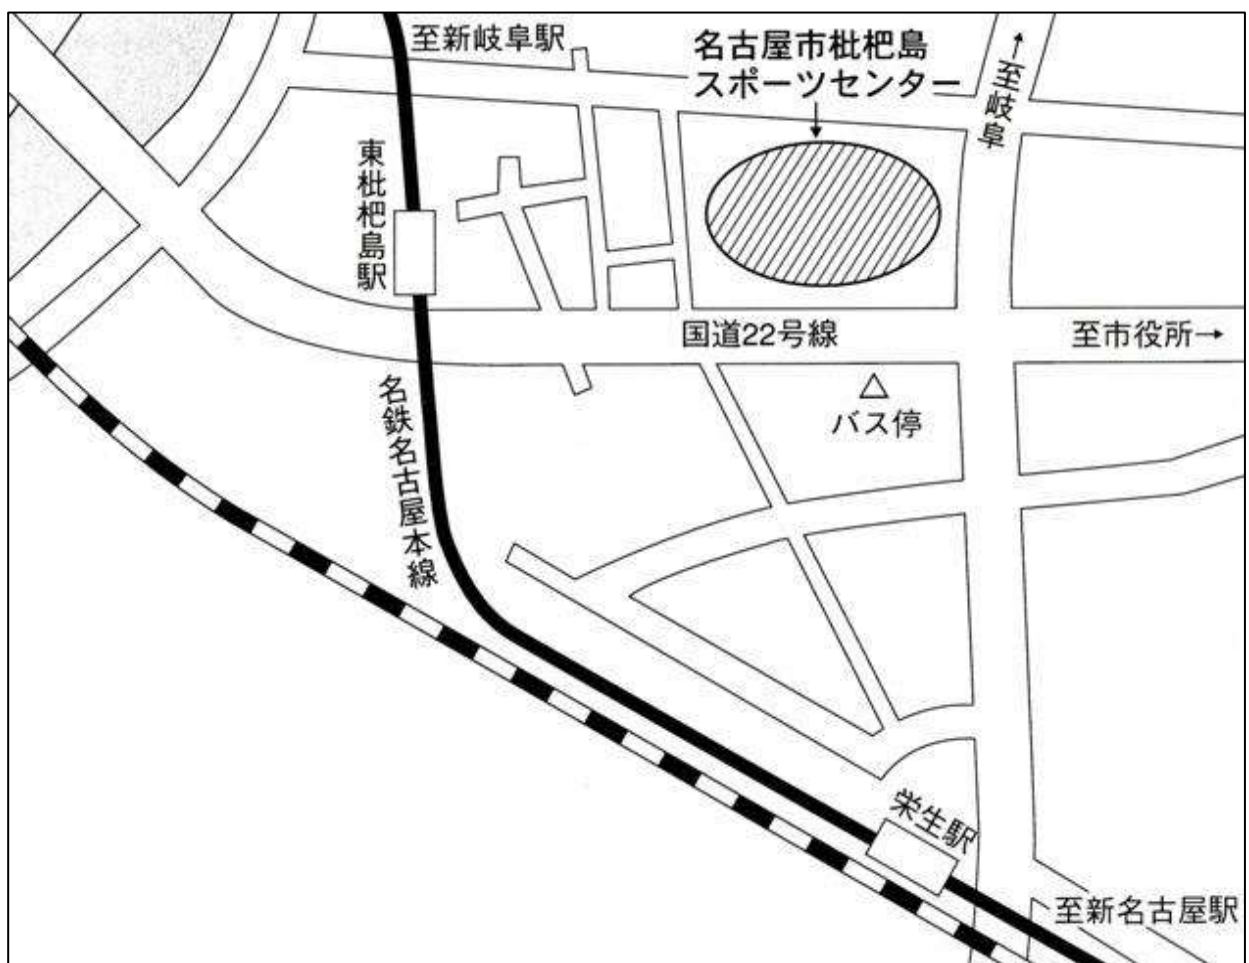 至新岐阜駅
名古屋市枇杷島
スポーツセンター
↑至岐阜
東枇杷島駅
国道22号線
至市役所→
バス停
名鉄名古屋本線
栄生駅
至新名古屋駅